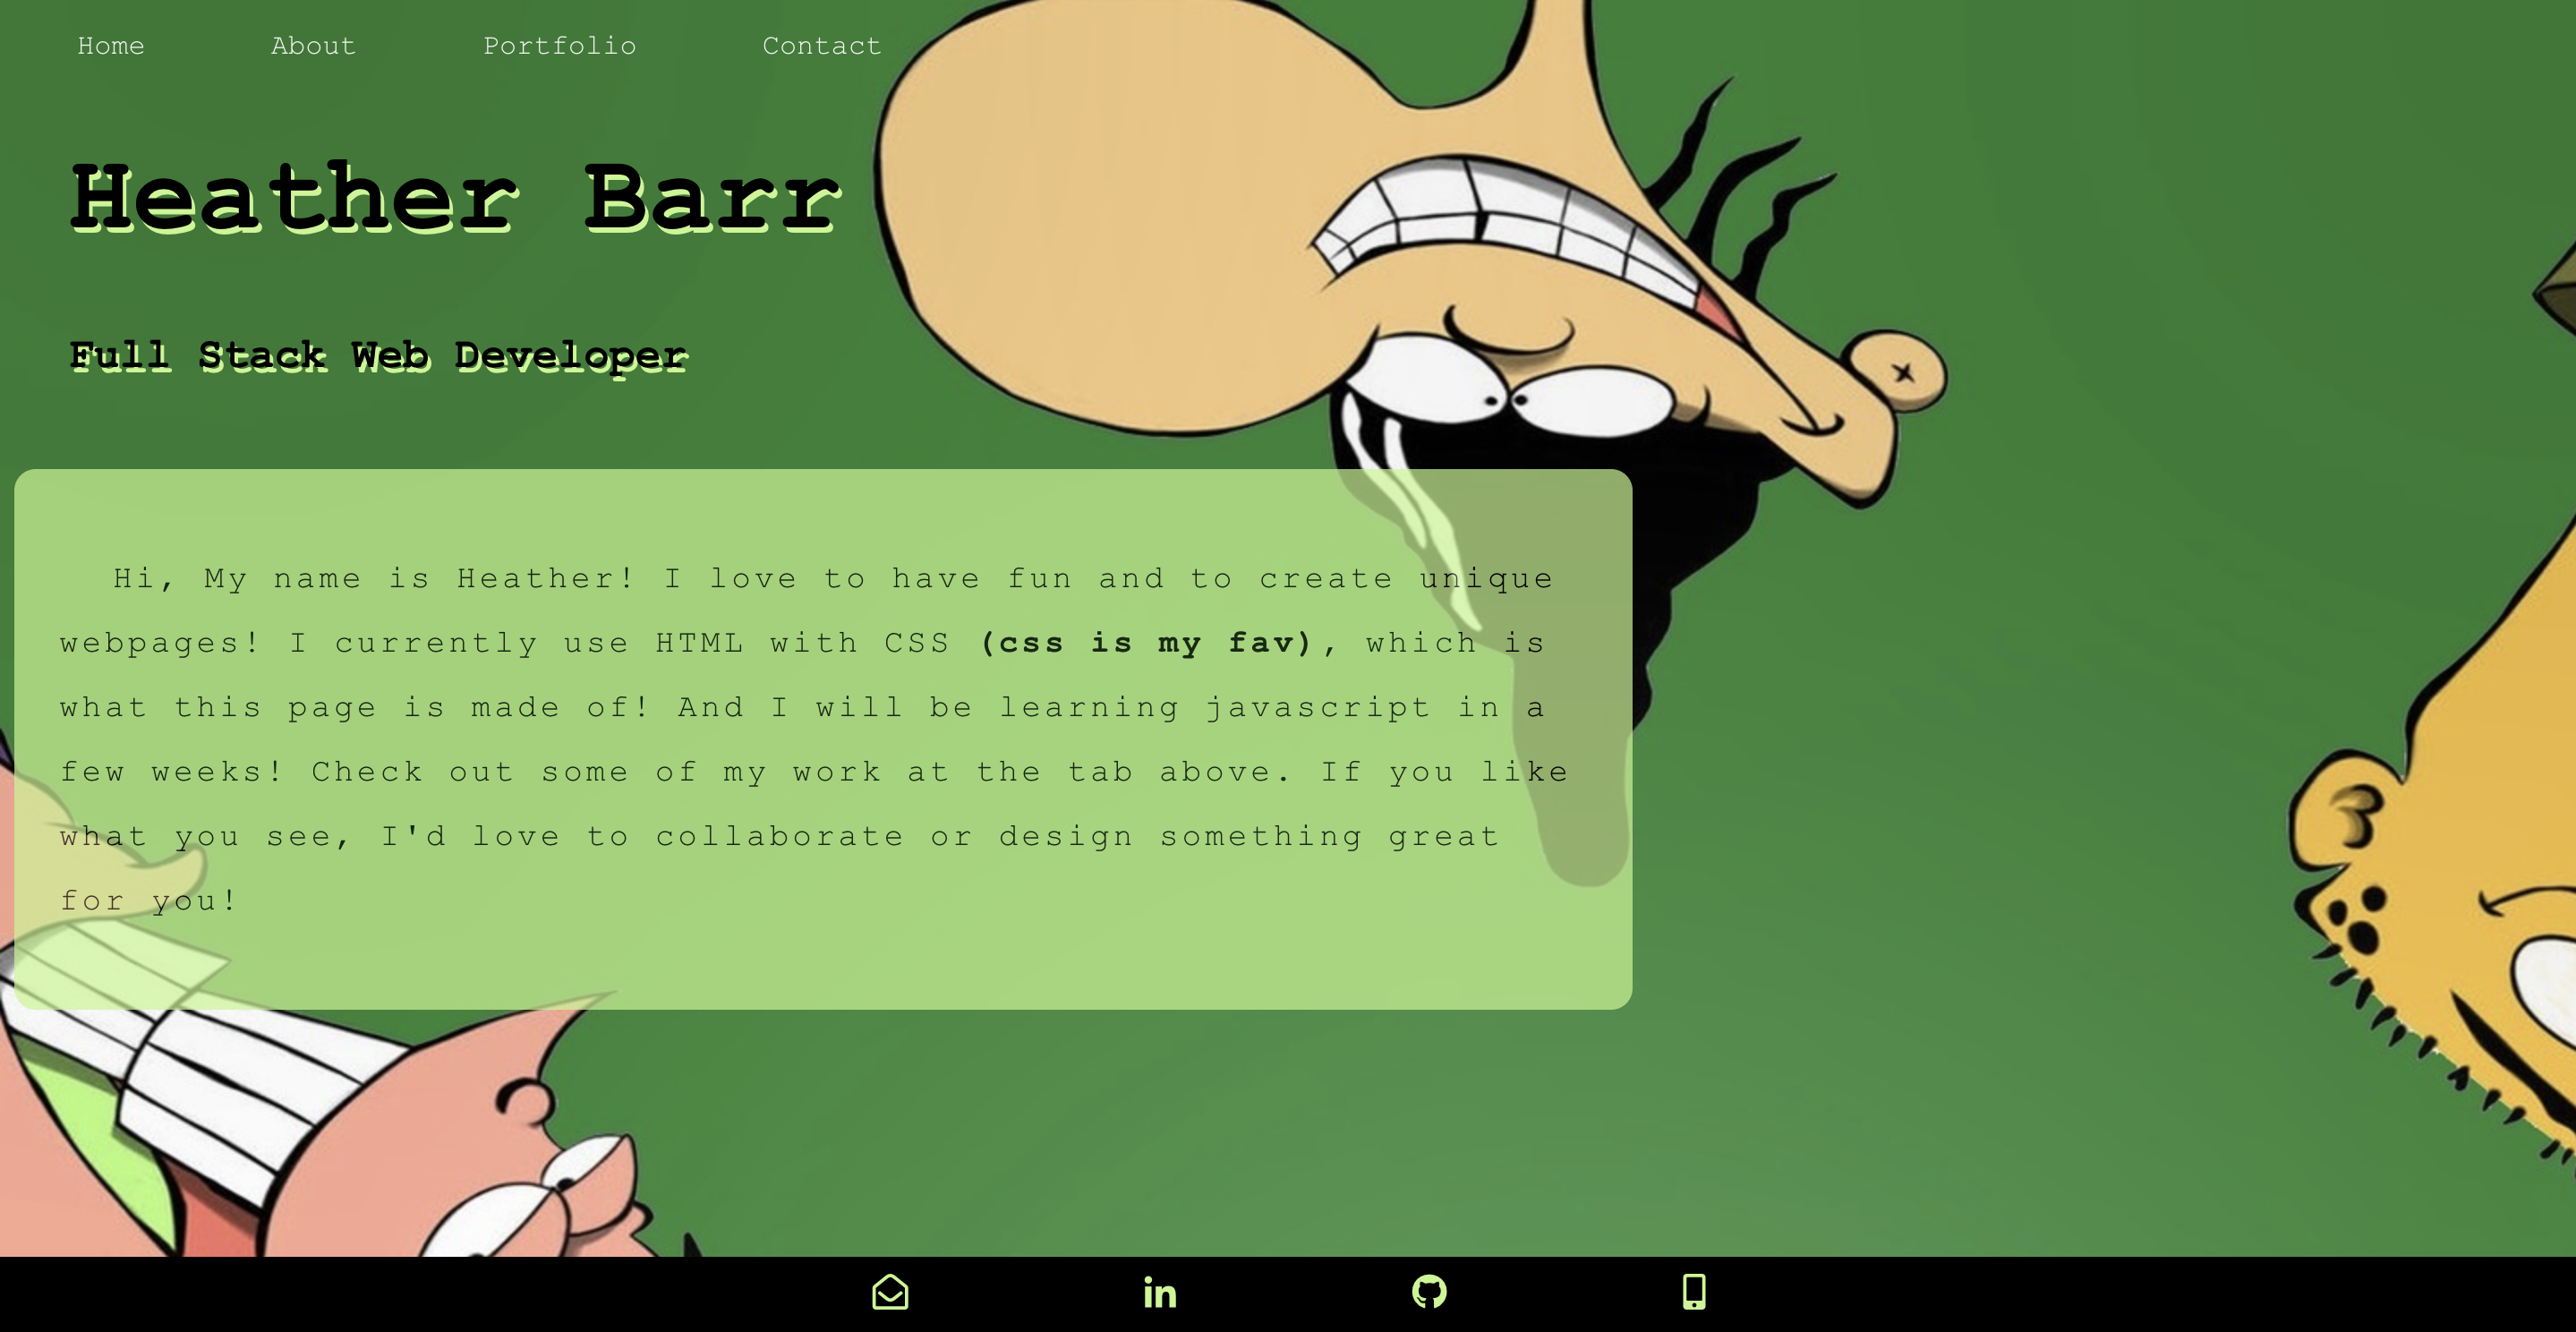 Home About Portfolio Contact
Heather Barr
Full Stack Web Developer
Hi, My name is Heather! I love to have fun and to create unique
webpages! I currently use HTML with CSS (css is my fav), which is
what this page is made of! And I will be learning javascript in a
few weeks! Check out some of my work at the tab above. If you like
what you see, I'd love to collaborate or design something great
for you!
in